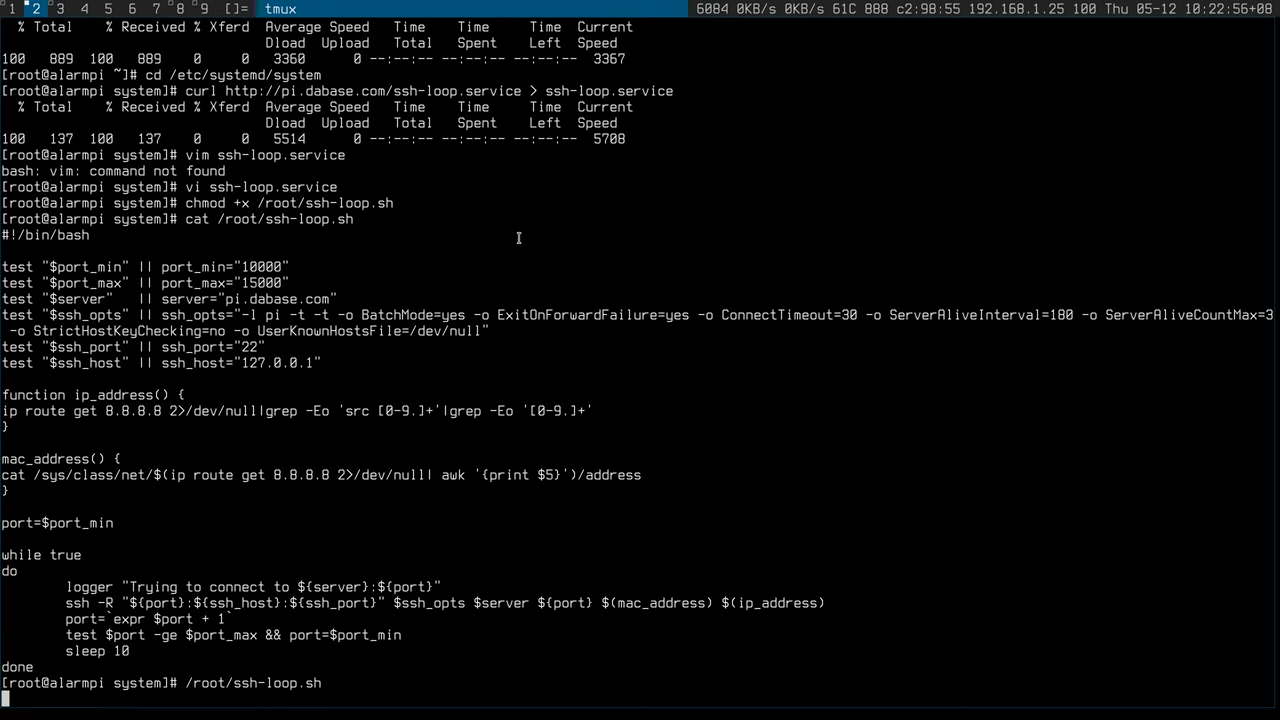 1 2 3 4 5 6 7 8 9 []= tmux 6084 0KB/s 0KB/s 61C 888 c2:98:55 192.168.1.25 100 Thu 05-12 10:22:56+08
% Total    % Received % Xferd  Average Speed   Time    Time     Time  Current
Dload  Upload   Total   Spent    Left  Speed
100   889  100   889    0     0   3360      0 --:--:-- --:--:-- --:--:--  3367
[root@alarmpi ~]# cd /etc/systemd/system
[root@alarmpi system]# curl http://pi.dabase.com/ssh-loop.service > ssh-loop.service
% Total    % Received % Xferd  Average Speed   Time    Time     Time  Current
Dload  Upload   Total   Spent    Left  Speed
100   137  100   137    0     0   5514      0 --:--:-- --:--:-- --:--:--  5708
[root@alarmpi system]# vim ssh-loop.service
bash: vim: command not found
[root@alarmpi system]# vi ssh-loop.service
[root@alarmpi system]# chmod +x /root/ssh-loop.sh
[root@alarmpi system]# cat /root/ssh-loop.sh
#!/bin/bash
test "$port_min" || port_min="10000"
test "$port_max" || port_max="15000"
test "$server"   || server="pi.dabase.com"
test "$ssh_opts" || ssh_opts="-l pi -t -t -o BatchMode=yes -o ExitOnForwardFailure=yes -o ConnectTimeout=30 -o ServerAliveInterval=180 -o ServerAliveCountMax=3
-o StrictHostKeyChecking=no -o UserKnownHostsFile=/dev/null"
test "$ssh_port" || ssh_port="22"
test "$ssh_host" || ssh_host="127.0.0.1"
function ip_address() {
ip route get 8.8.8.8 2>/dev/null|grep -Eo 'src [0-9.]+'|grep -Eo '[0-9.]+'
}
mac_address() {
cat /sys/class/net/$(ip route get 8.8.8.8 2>/dev/null| awk '{print $5}')/address
}
port=$port_min
while true
do
logger "Trying to connect to ${server}:${port}"
ssh -R "${port}:${ssh_host}:${ssh_port}" $ssh_opts $server ${port} $(mac_address) $(ip_address)
port=`expr $port + 1`
test $port -ge $port_max && port=$port_min
sleep 10
done
[root@alarmpi system]# /root/ssh-loop.sh